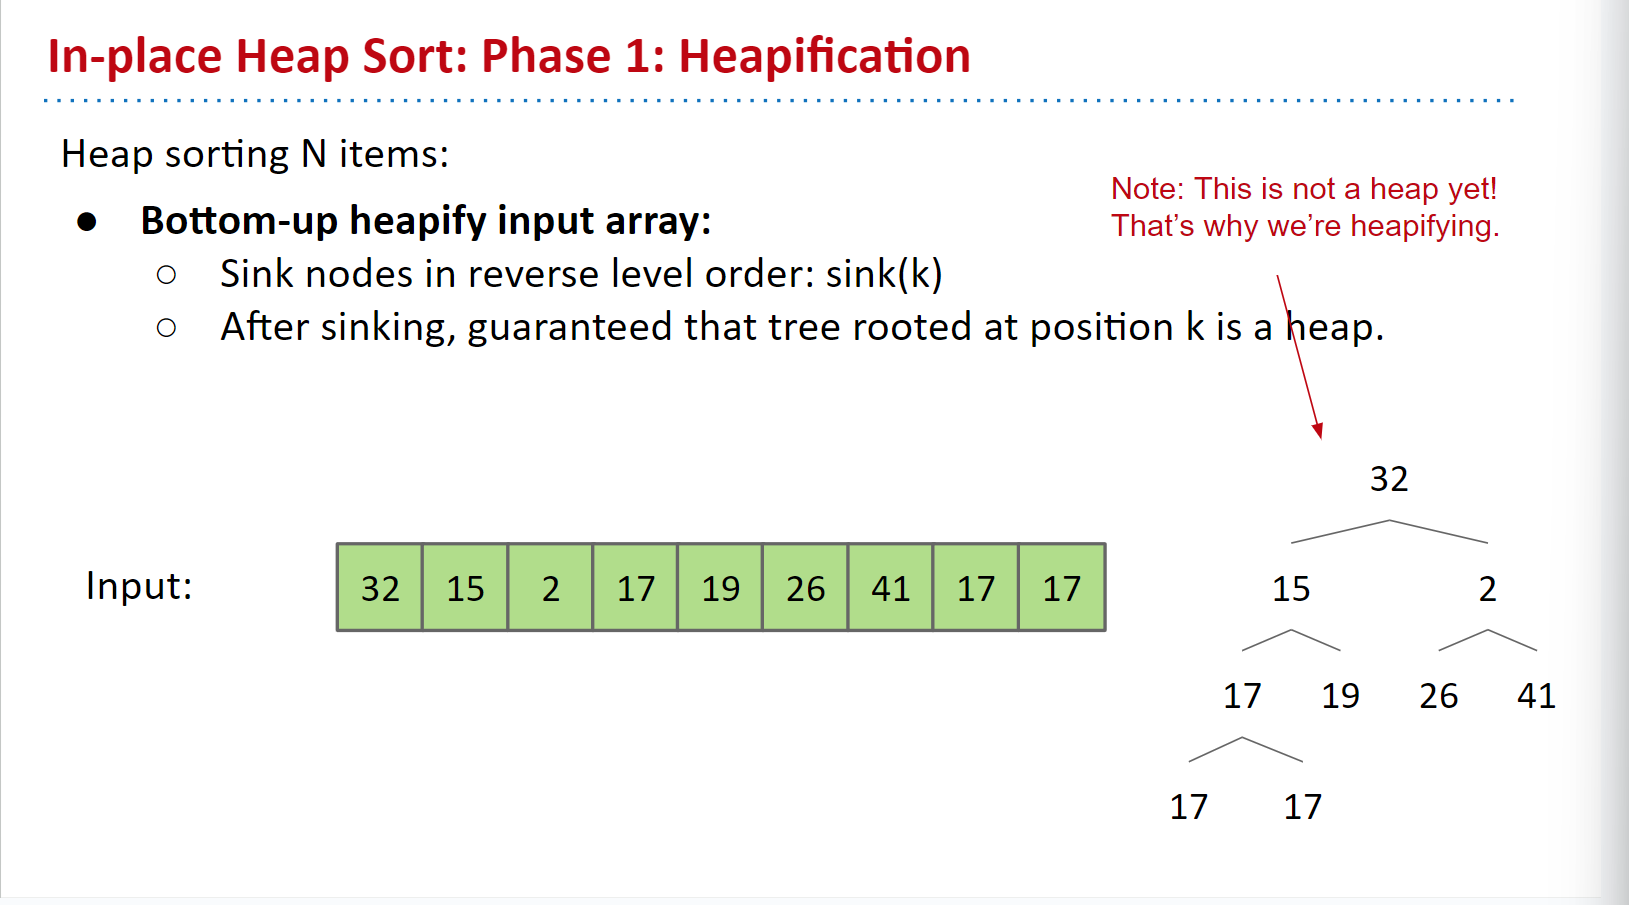 In-place Heap Sort: Phase 1: Heapification
Heap sorting N items:
● Bottom-up heapify input array:
○ Sink nodes in reverse level order: sink(k)
○ After sinking, guaranteed that tree rooted at position k is a heap.
Note: This is not a heap yet!
That's why we're heapifying.
Input:
32 15 2 17 19 26 41 17 17
32
15 2
17 19 26 41
17 17